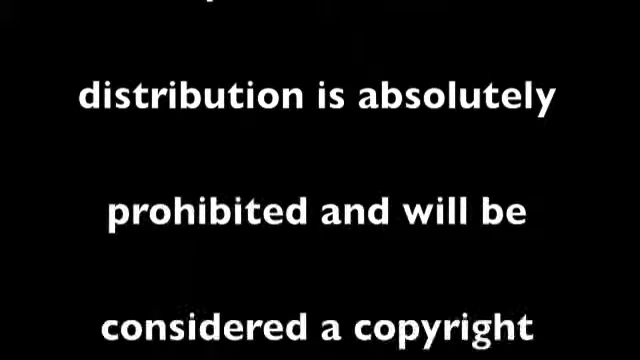 distribution is absolutely
prohibited and will be
considered a copyright